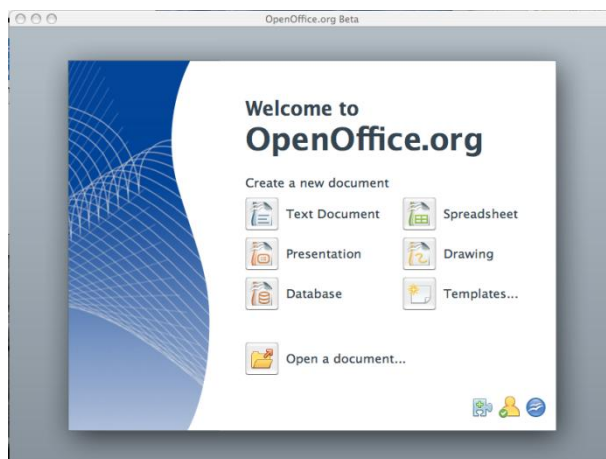 OpenOffice.org Beta
Welcome to
OpenOffice.org
Create a new document
Text Document
Spreadsheet
Presentation
Drawing
Database
Templates...
Open a document...